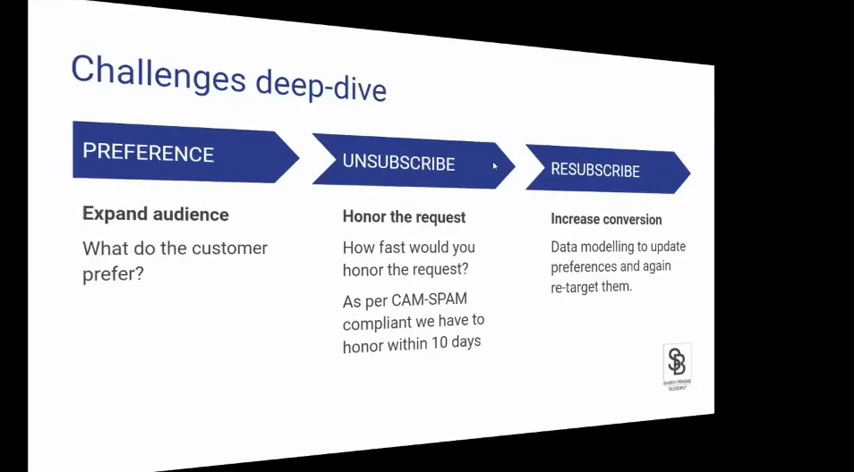 Challenges deep-dive
PREFERENCE
UNSUBSCRIBE
RESUBSCRIBE
Expand audience
What do the customer
prefer?
Honor the request
How fast would you
honor the request?
As per CAM-SPAM
compliant we have to
honor within 10 days
Increase conversion
Data modelling to update
preferences and again
re-target them.
SB